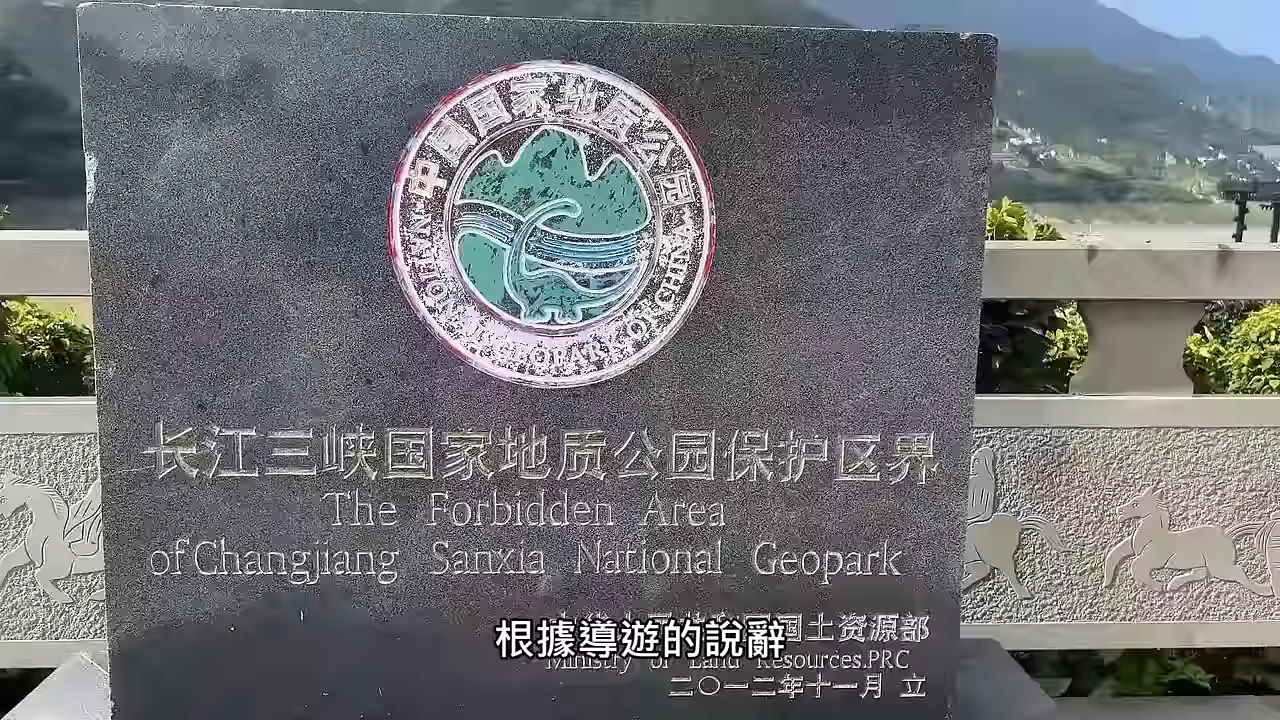 中国国家地质公园
NATIONAL GEOPARK OF CHINA
长江三峡国家地质公园保护区界
The Forbidden Area
of Changjiang Sanxia National Geopark
国土资源部
Ministry of Land Resources.PRC
二〇一二年十一月 立
根據導遊的說辭